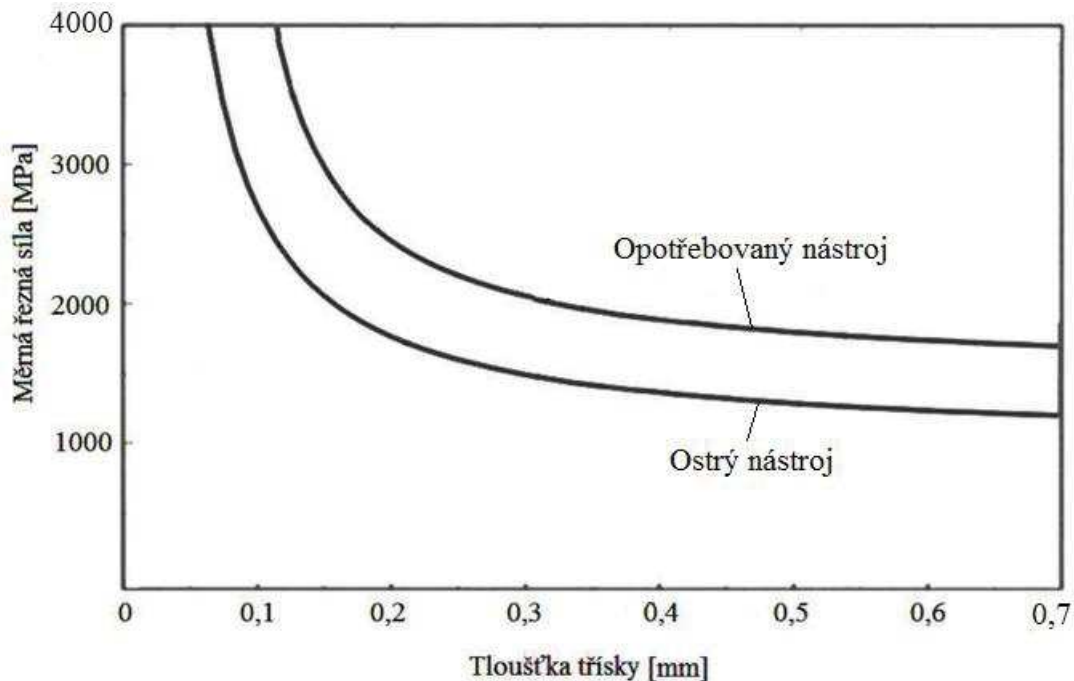 4000
3000
2000
1000
Měrná řezná síla [MPa]
Opotřebovaný nástroj
Ostrý nástroj
0 0,1 0,2 0,3 0,4 0,5 0,6 0,7
Tloušťka třísky [mm]